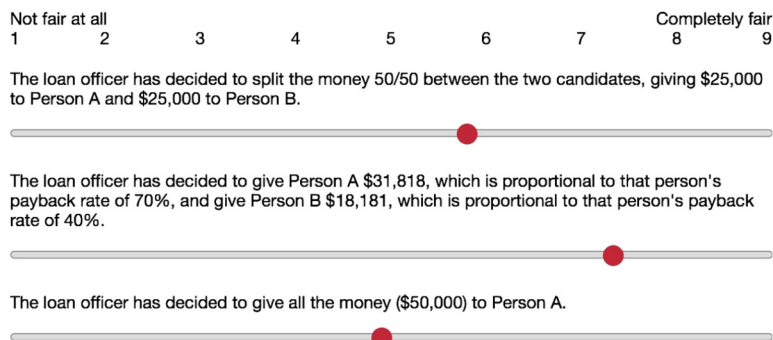 Not fair at all Completely fair
1 2 3 4 5 6 7 8 9
The loan officer has decided to split the money 50/50 between the two candidates, giving $25,000
to Person A and $25,000 to Person B.
The loan officer has decided to give Person A $31,818, which is proportional to that person's
payback rate of 70%, and give Person B $18,181, which is proportional to that person's payback
rate of 40%.
The loan officer has decided to give all the money ($50,000) to Person A.